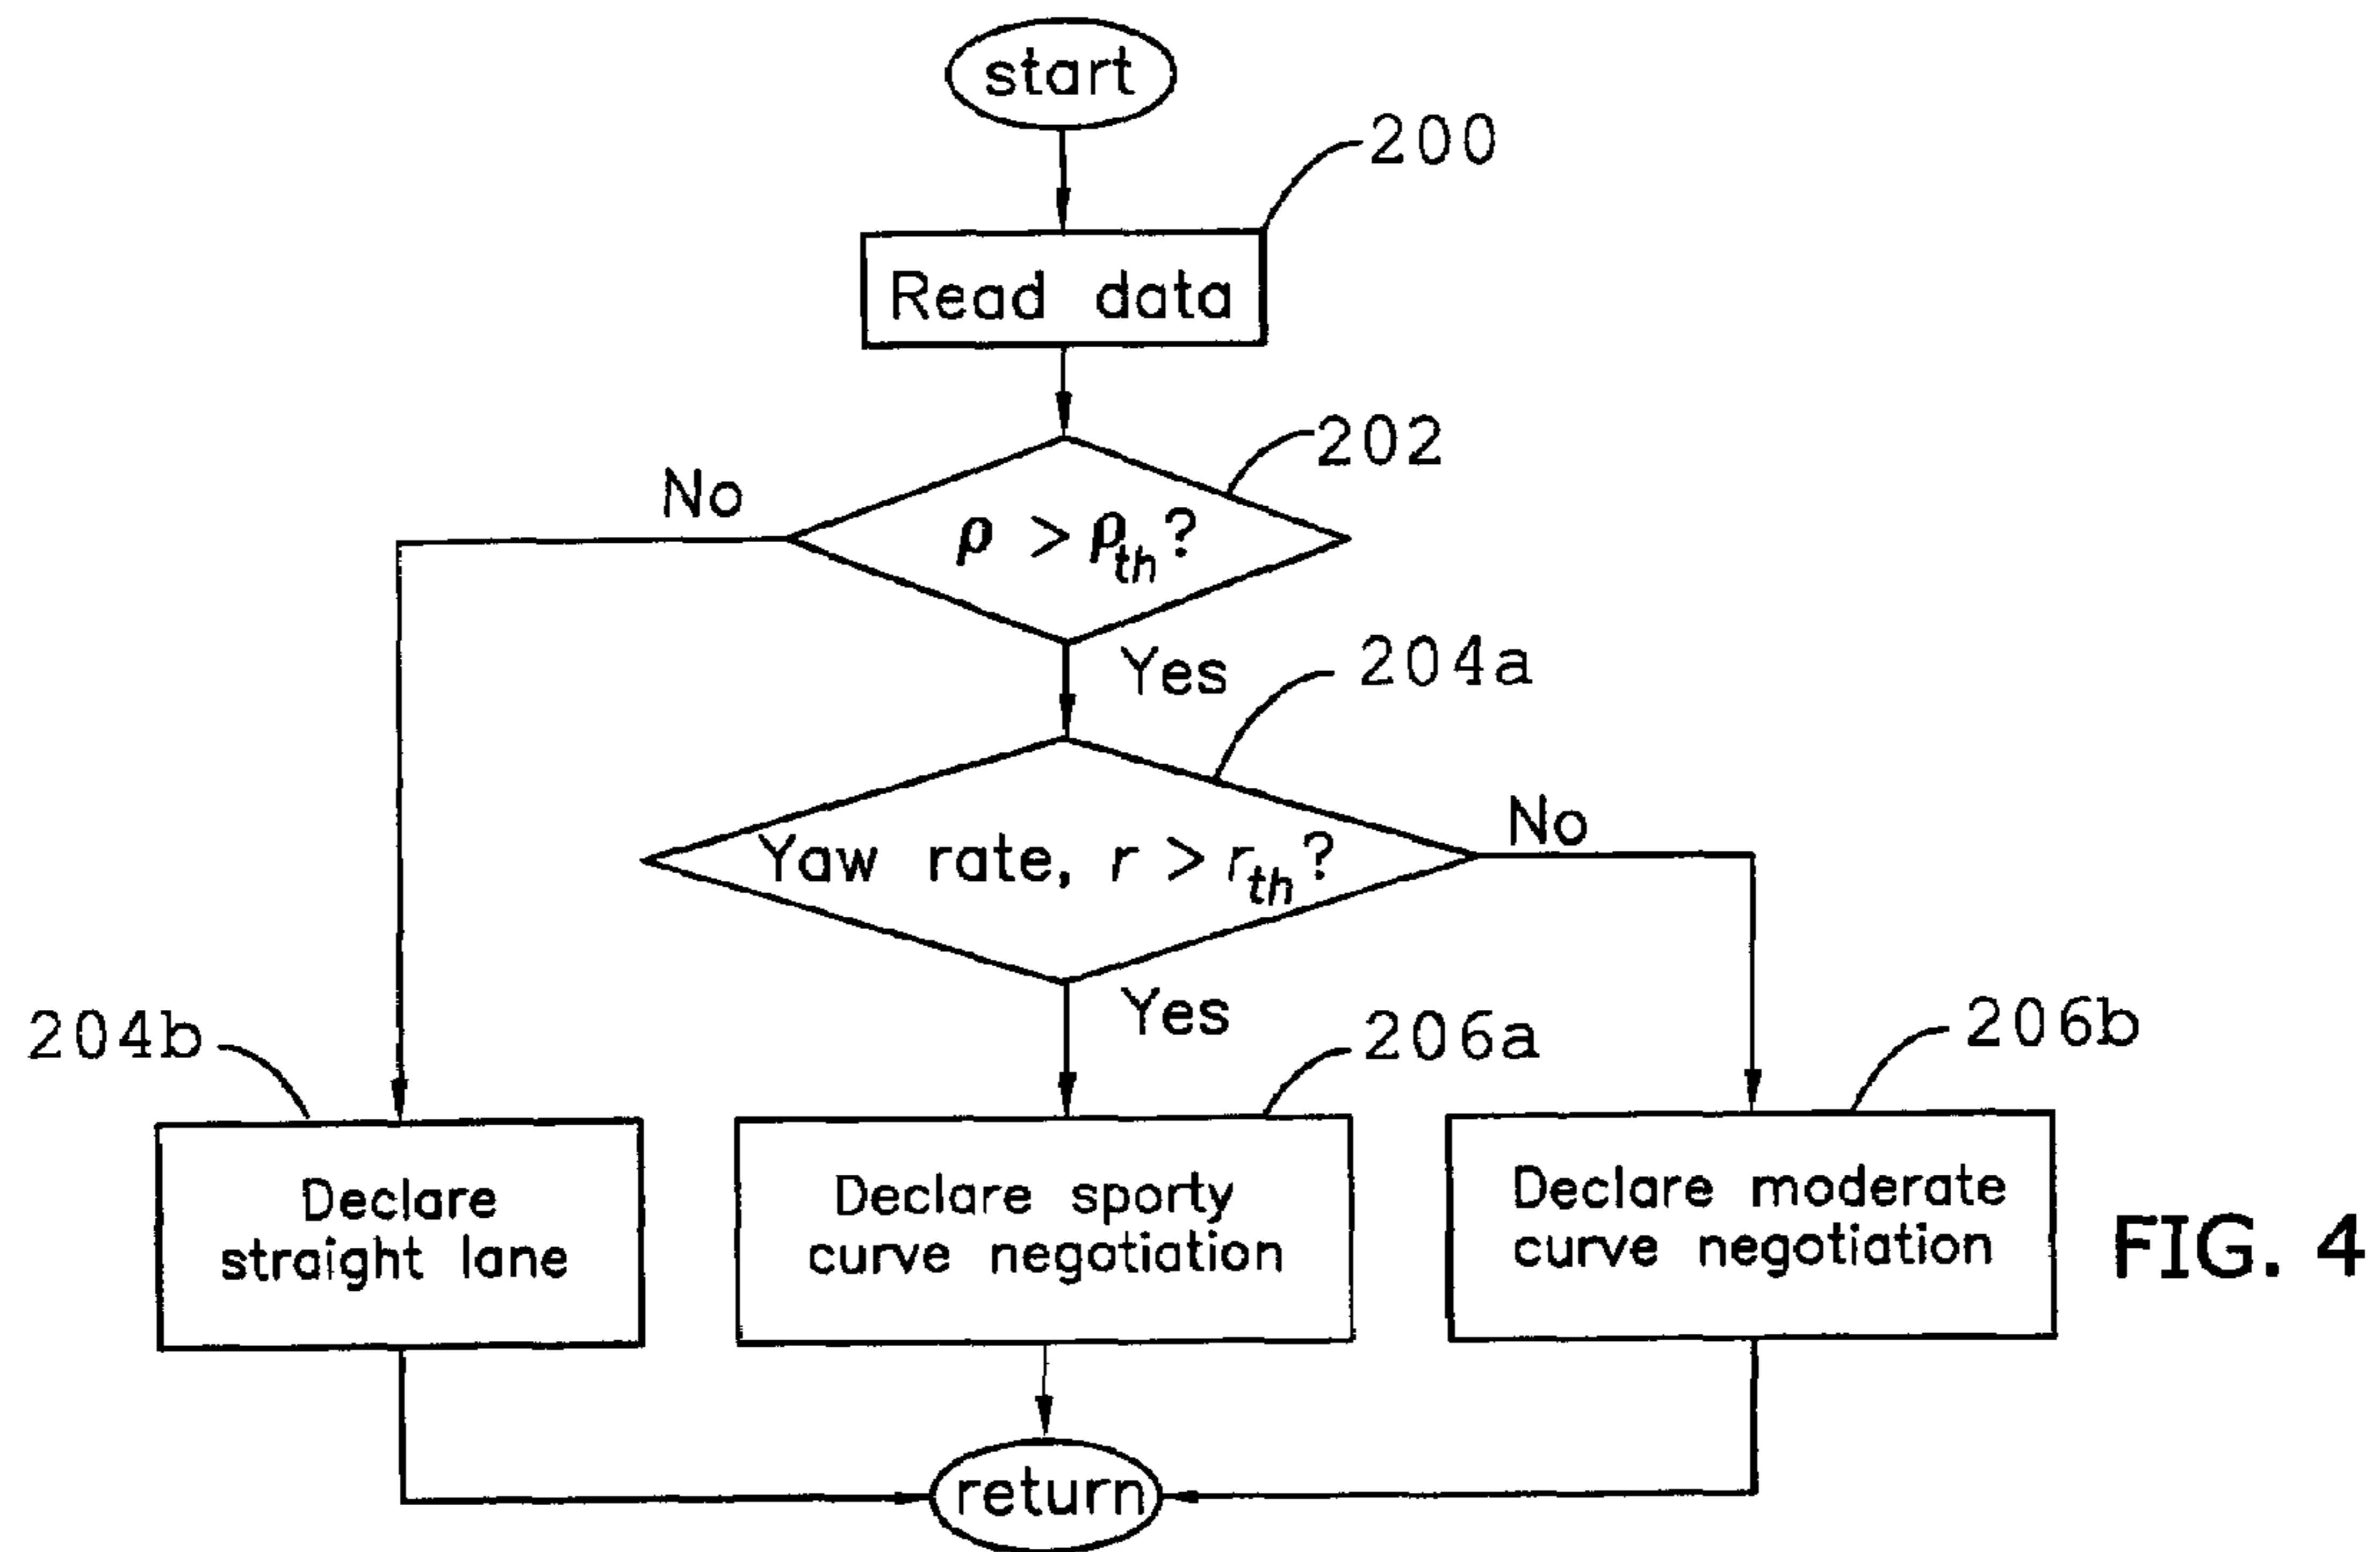 start
200
Read data
202
No
ρ > ρth?
Yes
204a
Yaw rate, r > rth?
No
Yes
204b
206a
206b
Declare
straight lane
Declare sporty
curve negotiation
Declare moderate
curve negotiation
FIG. 4
return